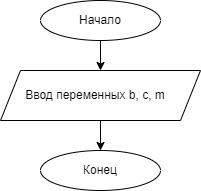 Начало
Ввод переменных b, c, m
Конец